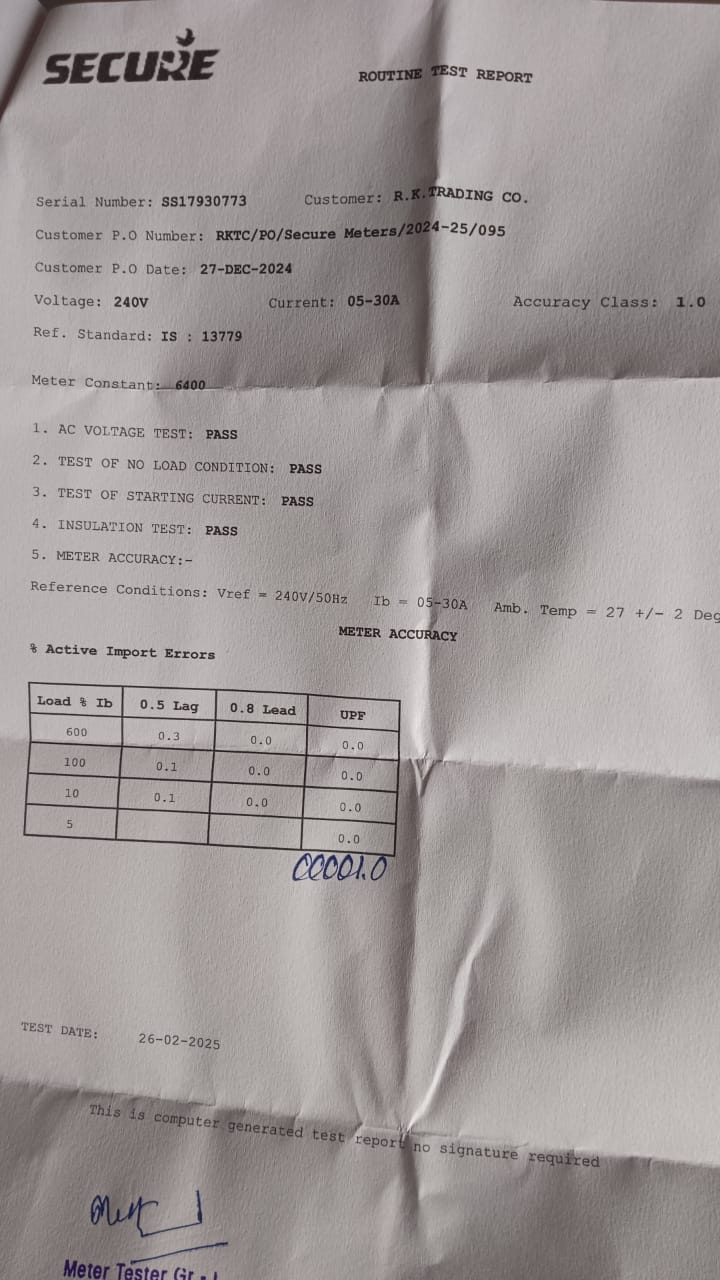 SECURE
ROUTINE TEST REPORT
Serial Number: SS17930773 Customer: R.K.TRADING CO.
Customer P.O Number: RKTC/PO/Secure Meters/2024-25/095
Customer P.O Date: 27-DEC-2024
Voltage: 240V Current: 05-30A Accuracy Class: 1.0
Ref. Standard: IS : 13779
Meter Constant: 6400
1. AC VOLTAGE TEST: PASS
2. TEST OF NO LOAD CONDITION: PASS
3. TEST OF STARTING CURRENT: PASS
4. INSULATION TEST: PASS
5. METER ACCURACY:-
Reference Conditions: Vref = 240V/50Hz Ib = 05-30A Amb. Temp = 27 +/- 2 Deg
METER ACCURACY
% Active Import Errors
Load % Ib 0.5 Lag 0.8 Lead UPF
600 0.3 0.0 0.0
100 0.1 0.0 0.0
10 0.1 0.0 0.0
5 0.0
00001.0
TEST DATE: 26-02-2025
This is computer generated test report no signature required
Meter Tester Gr - I